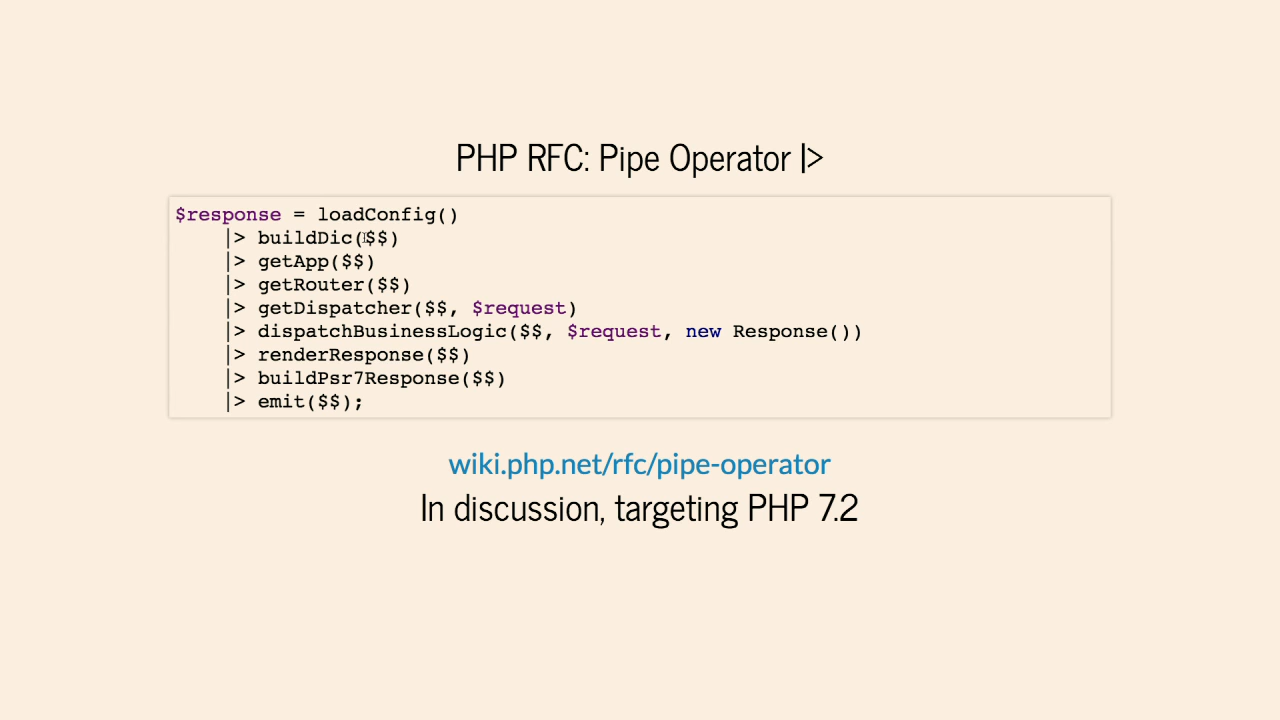 PHP RFC: Pipe Operator |>
$response = loadConfig()
|> buildDic($$)
|> getApp($$)
|> getRouter($$)
|> getDispatcher($$, $request)
|> dispatchBusinessLogic($$, $request, new Response())
|> renderResponse($$)
|> buildPsr7Response($$)
|> emit($$);
wiki.php.net/rfc/pipe-operator
In discussion, targeting PHP 7.2